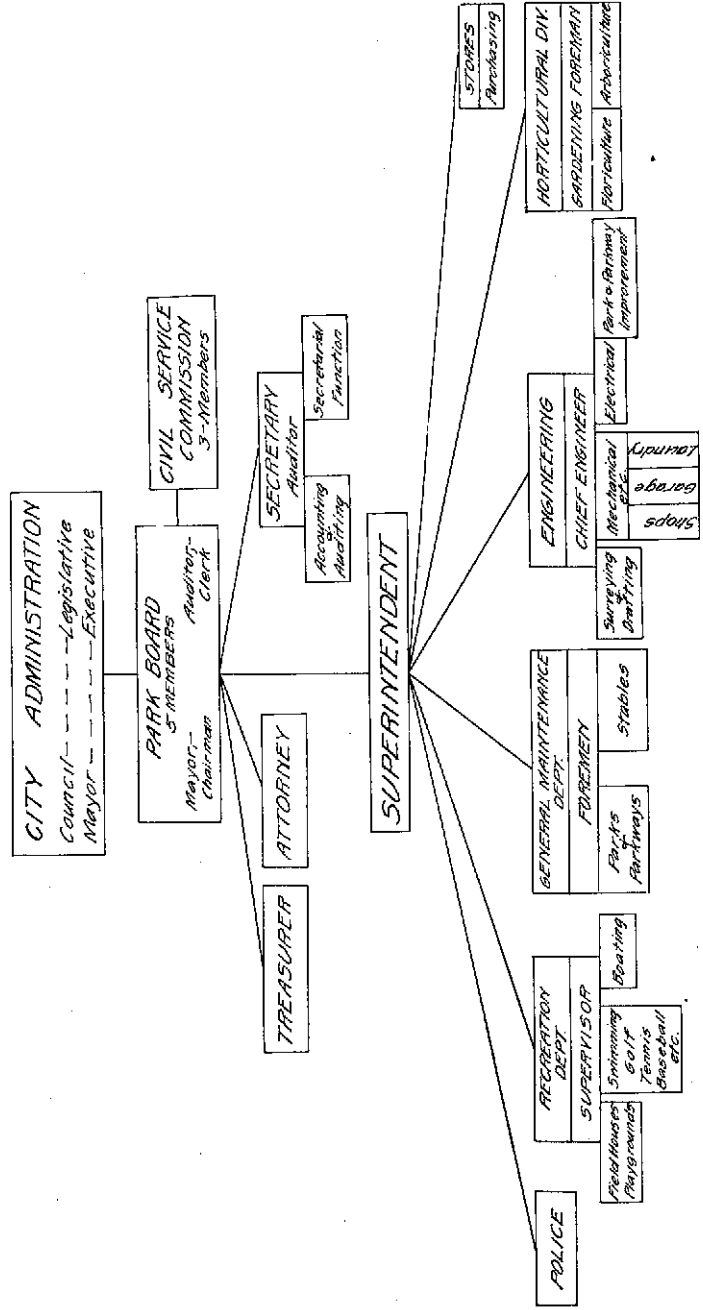 CITY ADMINISTRATION
Council-----Legislative
Mayor-----Executive
PARK BOARD
5 MEMBERS
Mayor,-
Chairman
Auditor,-
Clerk
CIVIL SERVICE
COMMISSION
3-Members
TREASURER
ATTORNEY
SECRETARY
Auditor
Accounting
&
Auditing
Secretarial
Function
SUPERINTENDENT
POLICE
RECREATION
DEPT.
SUPERVISOR
Field Houses
Playgrounds
Swimming
Golf
Tennis
Baseball
etc.
Boating
GENERAL MAINTENANCE
DEPT.
FOREMEN
Parks
&
Parkways
Stables
ENGINEERING
CHIEF ENGINEER
Surveying
&
Drafting
Mechanical
etc.
Shops
Garage
Laundry
Electrical
Park & Parkway
Improvement
HORTICULTURAL DIV.
GARDENING FOREMAN
Floriculture
Arboriculture
STORES
Purchasing